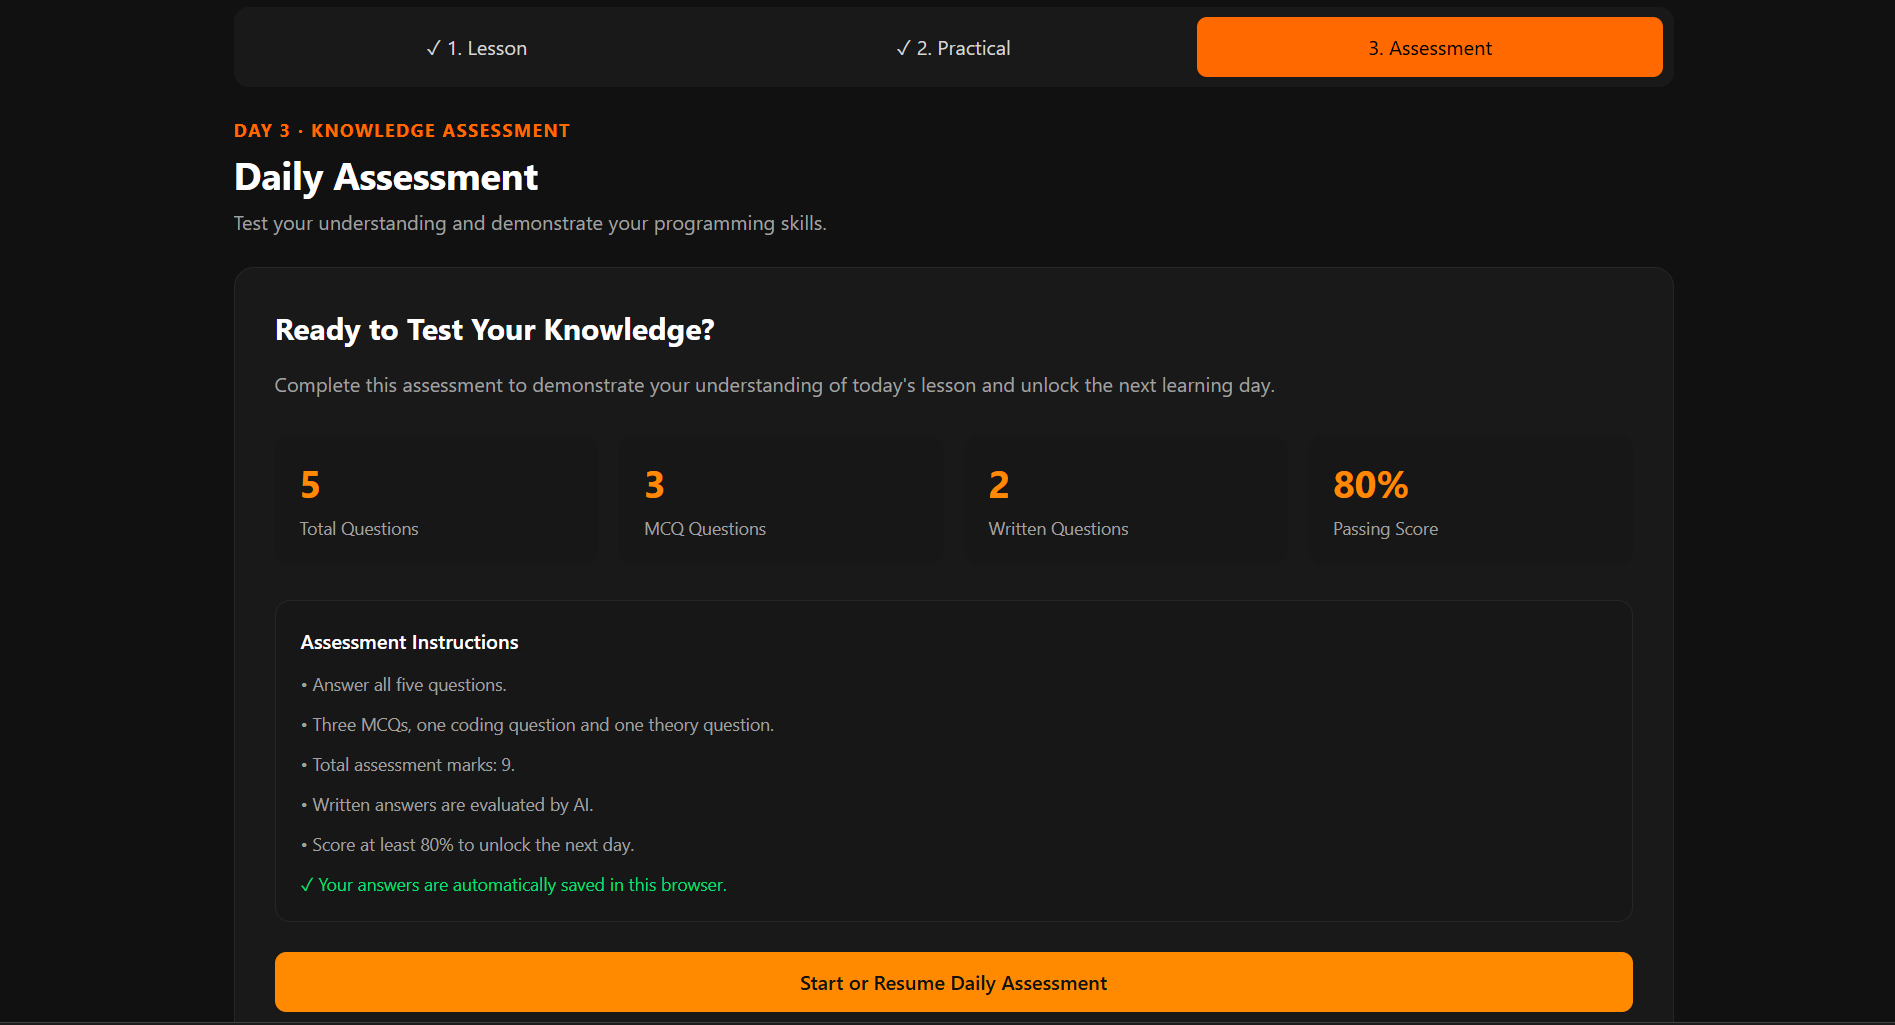 ✓ 1. Lesson
✓ 2. Practical
3. Assessment
DAY 3 · KNOWLEDGE ASSESSMENT
Daily Assessment
Test your understanding and demonstrate your programming skills.
Ready to Test Your Knowledge?
Complete this assessment to demonstrate your understanding of today's lesson and unlock the next learning day.
5
Total Questions
3
MCQ Questions
2
Written Questions
80%
Passing Score
Assessment Instructions
• Answer all five questions.
• Three MCQs, one coding question and one theory question.
• Total assessment marks: 9.
• Written answers are evaluated by AI.
• Score at least 80% to unlock the next day.
✓ Your answers are automatically saved in this browser.
Start or Resume Daily Assessment